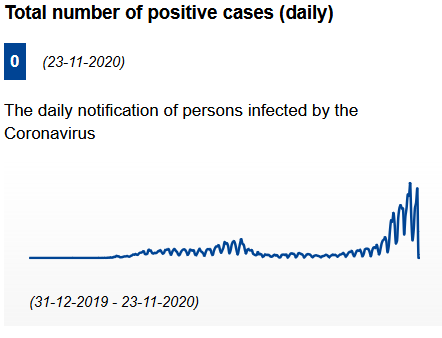 Total number of positive cases (daily)
0 (23-11-2020)
The daily notification of persons infected by the
Coronavirus
(31-12-2019 - 23-11-2020)